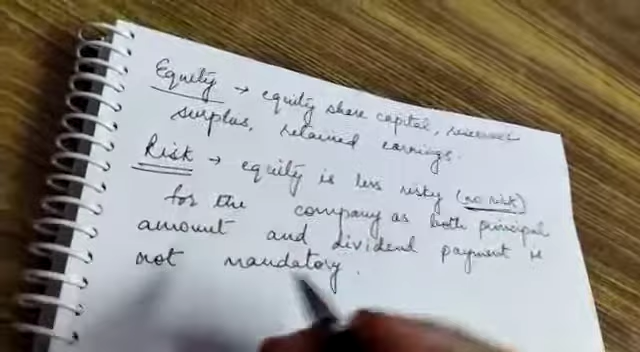 Equity → equity share capital, reserves
surplus, retained earnings.
Risk → equity is less risky (no risk)
for the company as both principal
amount and dividend payment is
not mandatory.